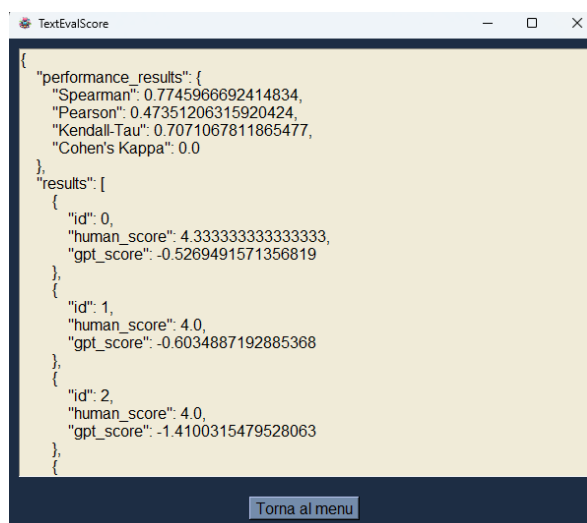 TextEvalScore
{
"performance_results": {
"Spearman": 0.7745966692414834,
"Pearson": 0.47351206315920424,
"Kendall-Tau": 0.7071067811865477,
"Cohen's Kappa": 0.0
},
"results": [
{
"id": 0,
"human_score": 4.333333333333333,
"gpt_score": -0.5269491571356819
},
{
"id": 1,
"human_score": 4.0,
"gpt_score": -0.6034887192885368
},
{
"id": 2,
"human_score": 4.0,
"gpt_score": -1.4100315479528063
},
{
Torna al menu